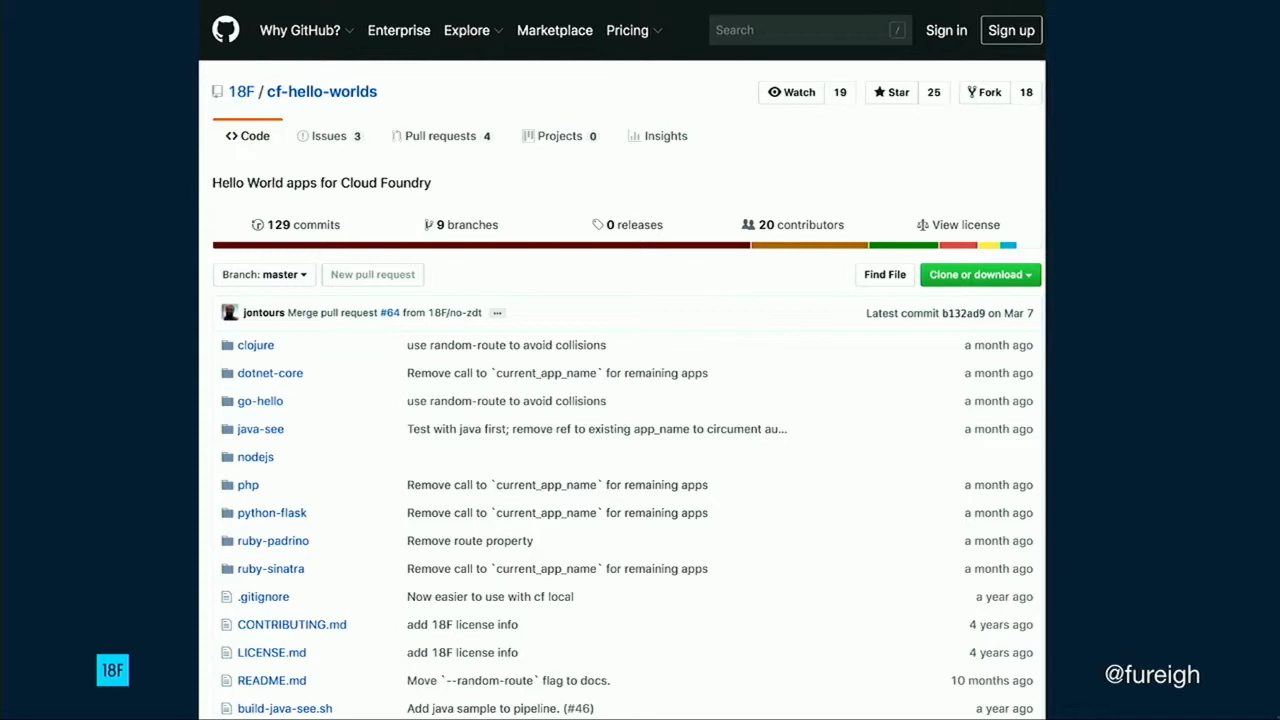 Why GitHub? Enterprise Explore Marketplace Pricing Search / Sign in Sign up
18F / cf-hello-worlds Watch 19 Star 25 Fork 18
Code Issues 3 Pull requests 4 Projects 0 Insights
Hello World apps for Cloud Foundry
129 commits 9 branches 0 releases 20 contributors View license
Branch: master New pull request Find File Clone or download
jontours Merge pull request #64 from 18F/no-zdt ... Latest commit b132ad9 on Mar 7
clojure use random-route to avoid collisions a month ago
dotnet-core Remove call to `current_app_name` for remaining apps a month ago
go-hello use random-route to avoid collisions a month ago
java-see Test with java first; remove ref to existing app_name to circument au... a month ago
nodejs
php Remove call to `current_app_name` for remaining apps a month ago
python-flask Remove call to `current_app_name` for remaining apps a month ago
ruby-padrino Remove route property a month ago
ruby-sinatra Remove call to `current_app_name` for remaining apps a month ago
.gitignore Now easier to use with cf local a year ago
CONTRIBUTING.md add 18F license info 4 years ago
LICENSE.md add 18F license info 4 years ago
README.md Move `--random-route` flag to docs. 10 months ago
build-java-see.sh Add java sample to pipeline. (#46) a year ago
18F
@fureigh